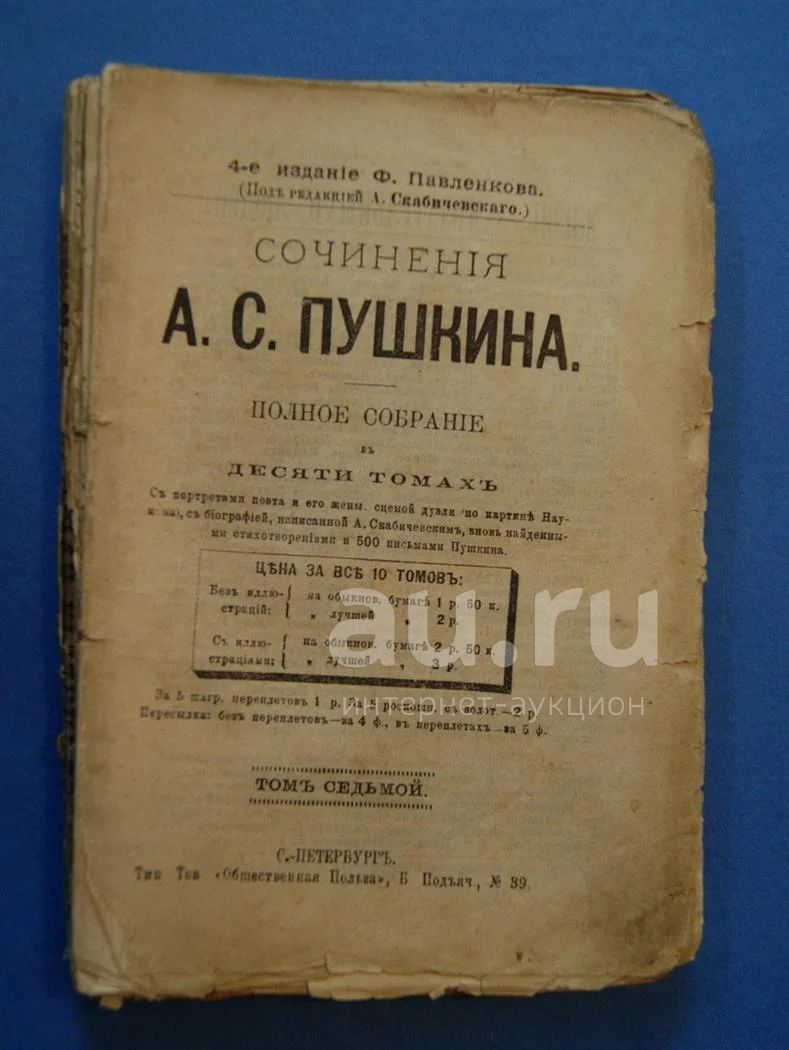 4-е изданіе Ф. Павленкова.
(Подъ редакціей А. Скабичевскаго.)
СОЧИНЕНІЯ
А. С. ПУШКИНА.
ПОЛНОЕ СОБРАНІЕ
въ
ДЕСЯТИ ТОМАХЪ
Съ портретами поэта и его жены, сценой дуэли (по картинѣ Нау-
мова), съ біографіей, написанной А. Скабичевскимъ, вновь найденны-
ми стихотвореніями и 500 письмами Пушкина.
ЦѢНА ЗА ВСѢ 10 ТОМОВЪ:
Безъ иллю- { на обыкнов. бумагѣ 1 р. 50 к.
страцій: { „ лучшей „ 2 р.
Съ иллю- { на обыкнов. бумагѣ 2 р. 50 к.
страціями: { „ лучшей „ 3 р.
au.ru
интернет-аукцион
За 5 шагр. переплетовъ 1 р. За 5 роскошн. съ золот.—2 р.
Пересылка: безъ переплетовъ—за 4 ф., въ переплетахъ—за 5 ф.
ТОМЪ СЕДЬМОЙ.
С.-ПЕТЕРБУРГЪ.
Тип Тов «Общественная Польза», Б Подъяч, № 39.